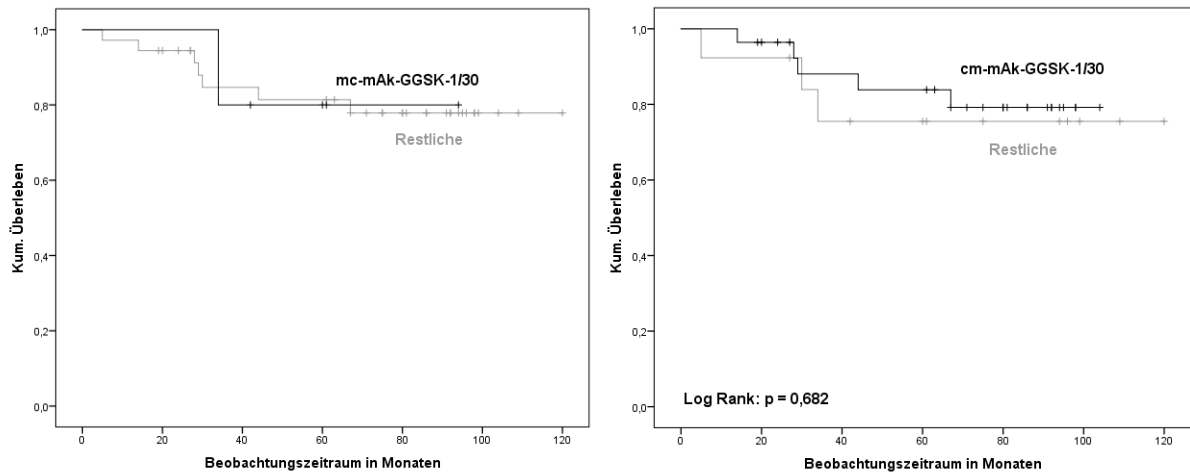 1,0
0,8
0,6
0,4
0,2
0,0
Kum. Überleben
mc-mAk-GGSK-1/30
Restliche
0 20 40 60 80 100 120
Beobachtungszeitraum in Monaten
1,0
0,8
0,6
0,4
0,2
0,0
Kum. Überleben
cm-mAk-GGSK-1/30
Restliche
Log Rank: p = 0,682
0 20 40 60 80 100 120
Beobachtungszeitraum in Monaten